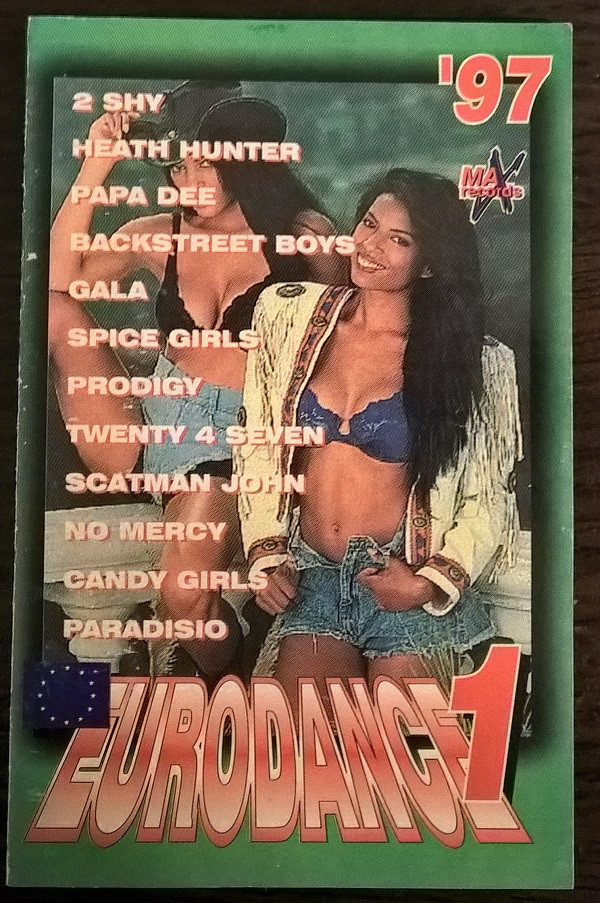 '97
MAX
records
2 SHY
HEATH HUNTER
PAPA DEE
BACKSTREET BOYS
GALA
SPICE GIRLS
PRODIGY
TWENTY 4 SEVEN
SCATMAN JOHN
NO MERCY
CANDY GIRLS
PARADISIO
EURODANCE 1